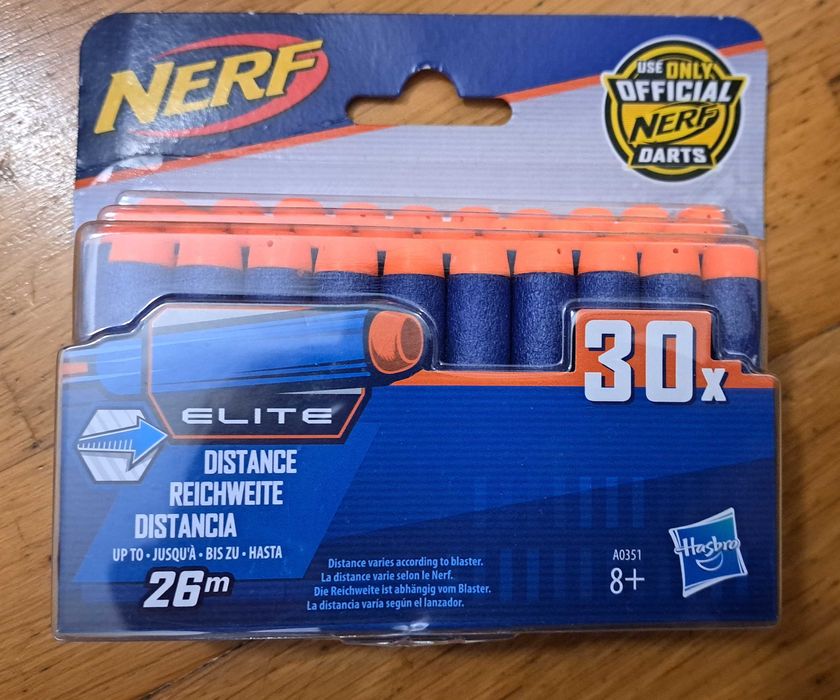 NERF
USE ONLY
OFFICIAL
NERF
DARTS
30x
ELITE
DISTANCE
REICHWEITE
DISTANCIA
UP TO • JUSQU'À • BIS ZU • HASTA
26m
Distance varies according to blaster.
La distance varie selon le Nerf.
Die Reichweite ist abhängig vom Blaster.
La distancia varía según el lanzador.
A0351
8+
Hasbro